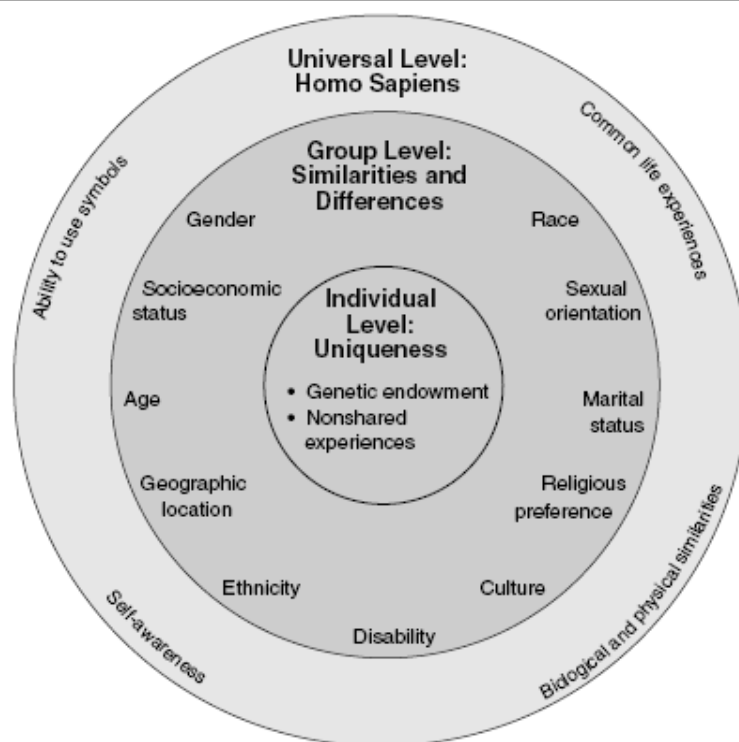 Universal Level:
Homo Sapiens
Ability to use symbols
Common life experiences
Group Level:
Similarities and
Differences
Gender
Race
Socioeconomic
status
Sexual
orientation
Individual
Level:
Uniqueness
• Genetic endowment
• Nonshared
experiences
Age
Marital
status
Geographic
location
Religious
preference
Ethnicity
Culture
Disability
Self-awareness
Biological and physical similarities